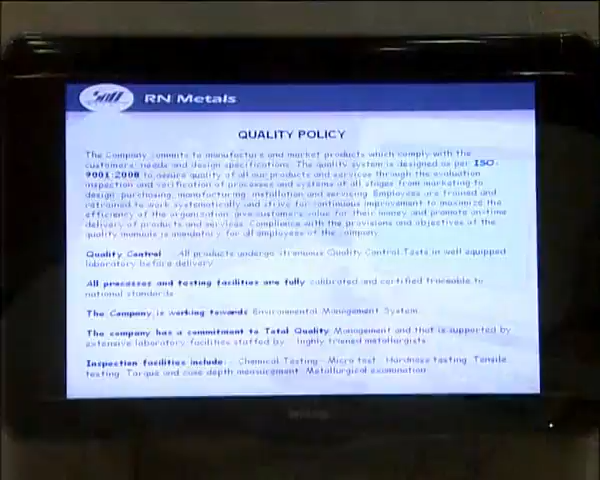 RN Metals
QUALITY POLICY
The Company commits to manufacture and market products which comply with the
customers' needs and design specifications. The quality system is designed as per ISO-
9001:2008 to assure quality of all our products and services through the evaluation
inspection and verification of processes and systems at all stages from marketing to
design, purchasing, manufacturing, installation and servicing. Employees are trained and
retrained to work systematically and strive for continuous improvement to maximize the
efficiency of the organisation, give customers value for their money and promote on-time
delivery of products and services. Compliance with the provisions and objectives of the
quality manuals is mandatory for all employees of the company.
Quality Control All products undergo strenuous Quality Control Tests in well equipped
laboratory before delivery
All processes and testing facilities are fully calibrated and certified traceable to
national standards
The Company is working towards Environmental Management System
The company has a commitment to Total Quality Management and that is supported by
extensive laboratory facilities staffed by highly trained metallurgists
Inspection facilities include: Chemical Testing Micro test Hardness testing Tensile
testing Torque and case depth measurement Metallurgical examination